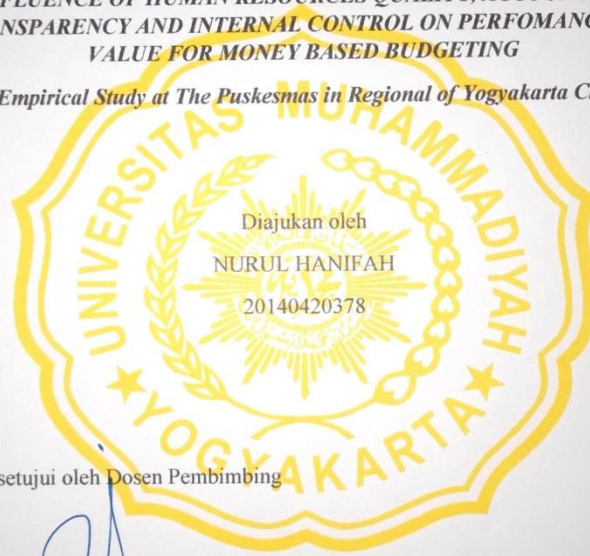 NSPARENCY AND INTERNAL CONTROL ON PERFOMANC
VALUE FOR MONEY BASED BUDGETING
Empirical Study at The Puskesmas in Regional of Yogyakarta C
UNIVERSITAS MUHAMMADIYAH
YOGYAKARTA
Diajukan oleh
NURUL HANIFAH
20140420378
setujui oleh Dosen Pembimbing